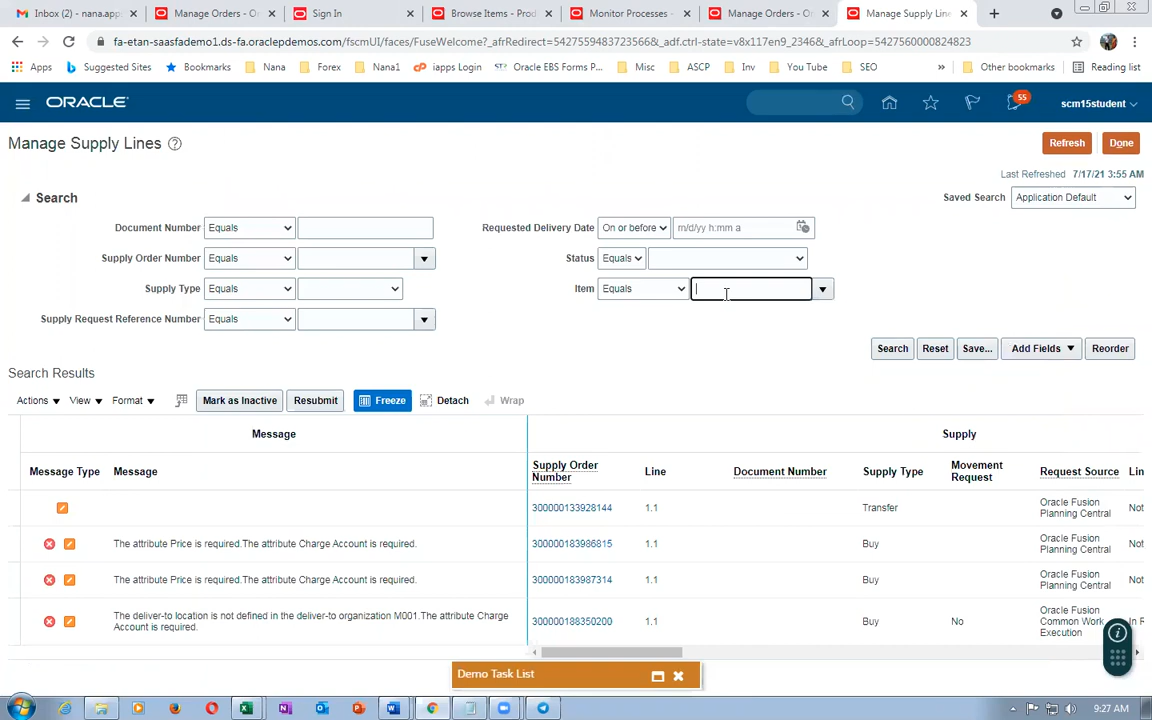 Inbox (2) - nana.app
Manage Orders - O
Sign In
Browse Items - Prod
Monitor Processes -
Manage Orders - O
Manage Supply Line
fa-etan-saasfademo1.ds-fa.oraclepdemos.com/fscmUI/faces/FuseWelcome?_afrRedirect=5427559483723566&_adf.ctrl-state=v8x117en9_2346&_afrLoop=5427560000824823
Apps Suggested Sites Bookmarks Nana Forex Nana1 iapps Login Oracle EBS Forms P... Misc ASCP Inv You Tube SEO » Other bookmarks Reading list
ORACLE 55 scm15student
Manage Supply Lines Refresh Done
Last Refreshed 7/17/21 3:55 AM
Search Saved Search Application Default
Document Number Equals Requested Delivery Date On or before m/d/yy h:mm a
Supply Order Number Equals Status Equals
Supply Type Equals Item Equals
Supply Request Reference Number Equals
Search Reset Save... Add Fields Reorder
Search Results
Actions View Format Mark as Inactive Resubmit Freeze Detach Wrap
Message Supply
Message Type Message Supply Order Number Line Document Number Supply Type Movement Request Request Source Lin
300000133928144 1.1 Transfer Oracle Fusion Planning Central Not
The attribute Price is required.The attribute Charge Account is required. 300000183986815 1.1 Buy Oracle Fusion Planning Central Not
The attribute Price is required.The attribute Charge Account is required. 300000183987314 1.1 Buy Oracle Fusion Planning Central Not
The deliver-to location is not defined in the deliver-to organization M001.The attribute Charge Account is required. 300000188350200 1.1 Buy No Oracle Fusion Common Work Execution In R
Demo Task List
9:27 AM